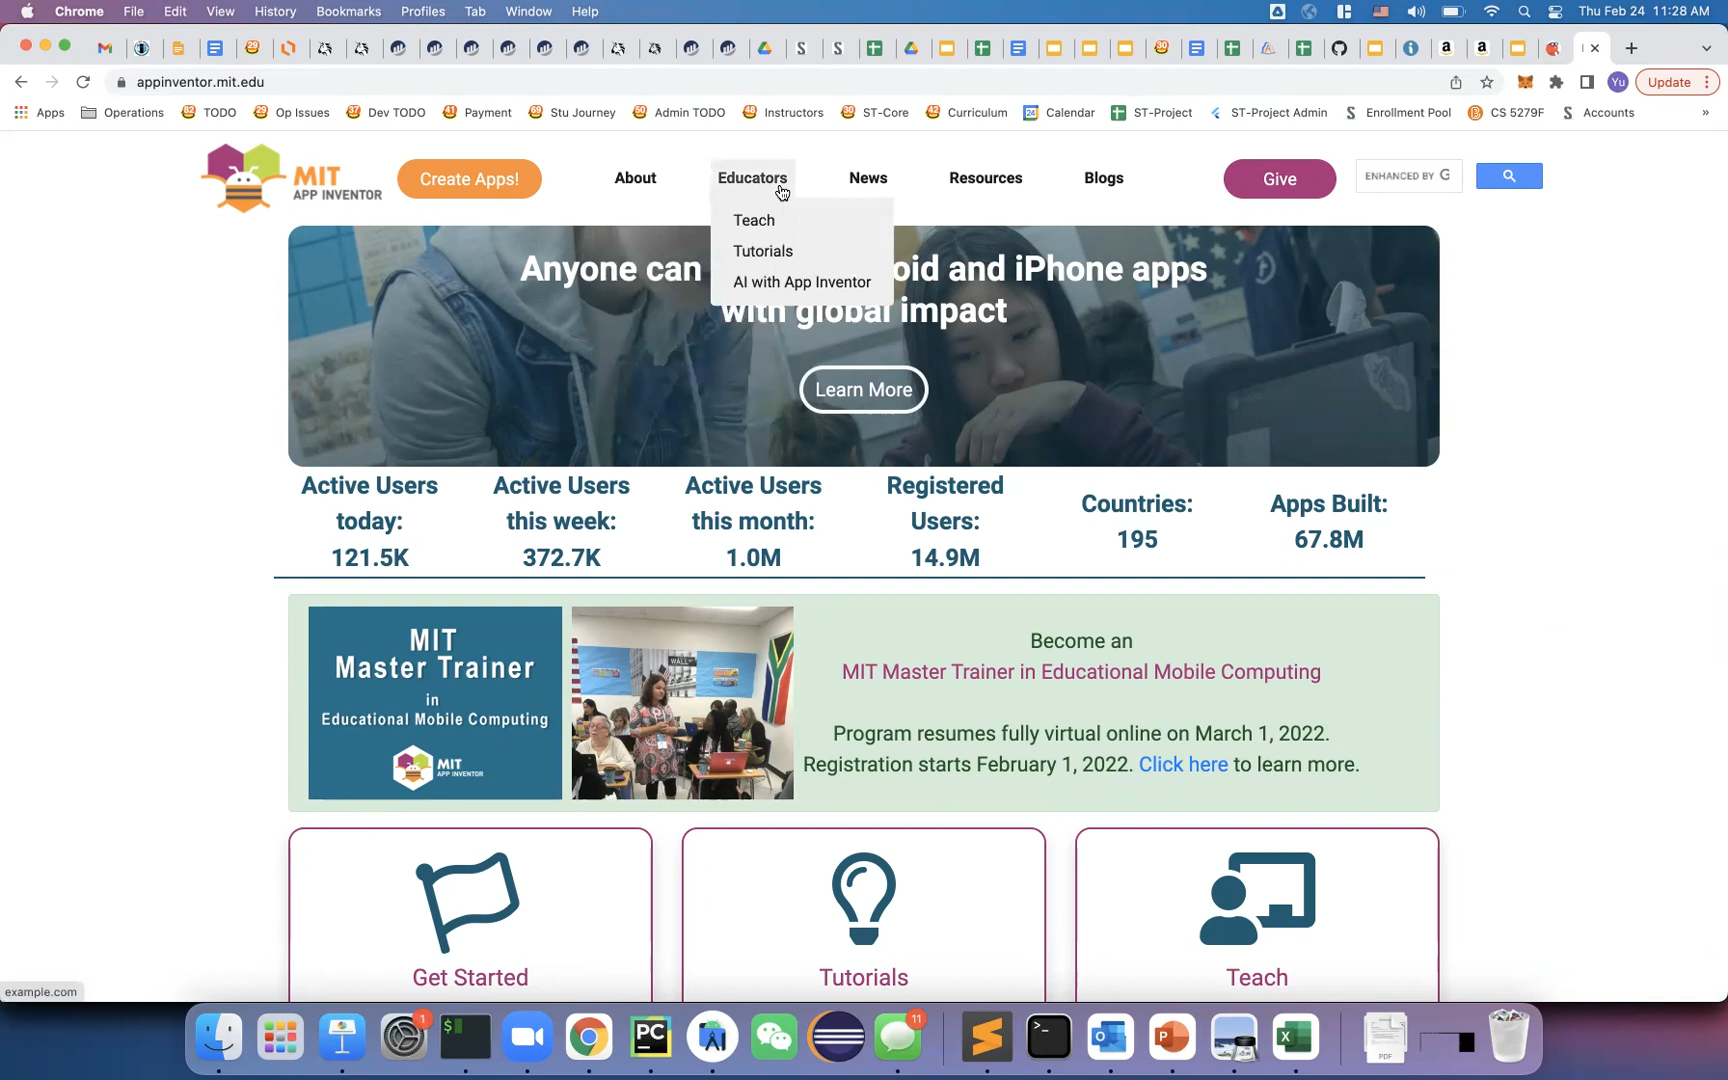 Chrome File Edit View History Bookmarks Profiles Tab Window Help Thu Feb 24 11:28 AM
appinventor.mit.edu Yu Update
Apps Operations TODO Op Issues Dev TODO Payment Stu Journey Admin TODO Instructors ST-Core Curriculum Calendar ST-Project ST-Project Admin Enrollment Pool CS 5279F Accounts »
MIT
APP INVENTOR
Create Apps! About Educators News Resources Blogs Give ENHANCED BY G
Teach
Tutorials
AI with App Inventor
Anyone can oid and iPhone apps
with global impact
Learn More
Active Users
today:
121.5K
Active Users
this week:
372.7K
Active Users
this month:
1.0M
Registered
Users:
14.9M
Countries:
195
Apps Built:
67.8M
MIT
Master Trainer
in
Educational Mobile Computing
MIT
APP INVENTOR
Become an
MIT Master Trainer in Educational Mobile Computing
Program resumes fully virtual online on March 1, 2022.
Registration starts February 1, 2022. Click here to learn more.
Get Started
Tutorials
Teach
example.com
1
$
PC
11
>_
PDF